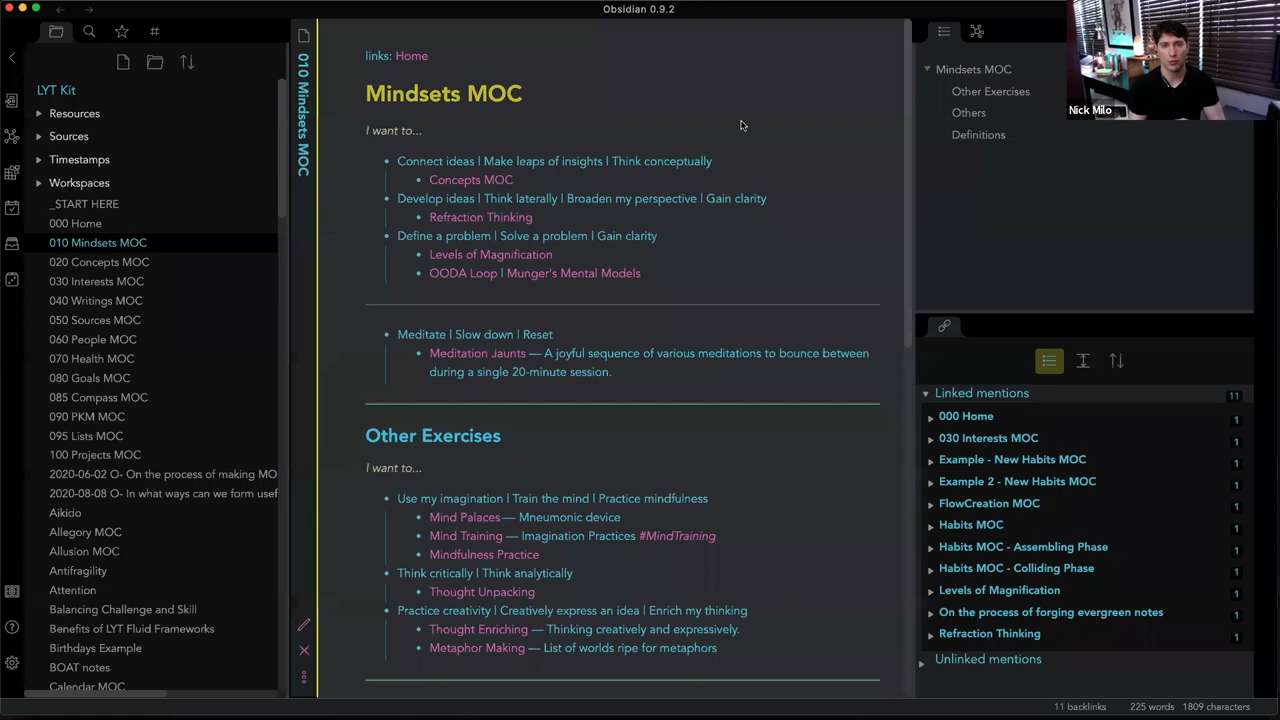 Obsidian 0.9.2
LYT Kit
Resources
Sources
Timestamps
Workspaces
_START HERE
000 Home
010 Mindsets MOC
020 Concepts MOC
030 Interests MOC
040 Writings MOC
050 Sources MOC
060 People MOC
070 Health MOC
080 Goals MOC
085 Compass MOC
090 PKM MOC
095 Lists MOC
100 Projects MOC
2020-06-02 O- On the process of making MO
2020-08-08 O- In what ways can we form usef
Aikido
Allegory MOC
Allusion MOC
Antifragility
Attention
Balancing Challenge and Skill
Benefits of LYT Fluid Frameworks
Birthdays Example
BOAT notes
Calendar MOC
010 Mindsets MOC
links: Home
Mindsets MOC
I want to...
Connect ideas | Make leaps of insights | Think conceptually
Concepts MOC
Develop ideas | Think laterally | Broaden my perspective | Gain clarity
Refraction Thinking
Define a problem | Solve a problem | Gain clarity
Levels of Magnification
OODA Loop | Munger's Mental Models
Meditate | Slow down | Reset
Meditation Jaunts — A joyful sequence of various meditations to bounce between
during a single 20-minute session.
Other Exercises
I want to...
Use my imagination | Train the mind | Practice mindfulness
Mind Palaces — Mneumonic device
Mind Training — Imagination Practices #MindTraining
Mindfulness Practice
Think critically | Think analytically
Thought Unpacking
Practice creativity | Creatively express an idea | Enrich my thinking
Thought Enriching — Thinking creatively and expressively.
Metaphor Making — List of worlds ripe for metaphors
Mindsets MOC
Other Exercises
Others
Definitions
Nick Milo
Linked mentions 11
000 Home 1
030 Interests MOC 1
Example - New Habits MOC 1
Example 2 - New Habits MOC 1
FlowCreation MOC 1
Habits MOC 1
Habits MOC - Assembling Phase 1
Habits MOC - Colliding Phase 1
Levels of Magnification 1
On the process of forging evergreen notes 1
Refraction Thinking 1
Unlinked mentions
11 backlinks 225 words 1809 characters